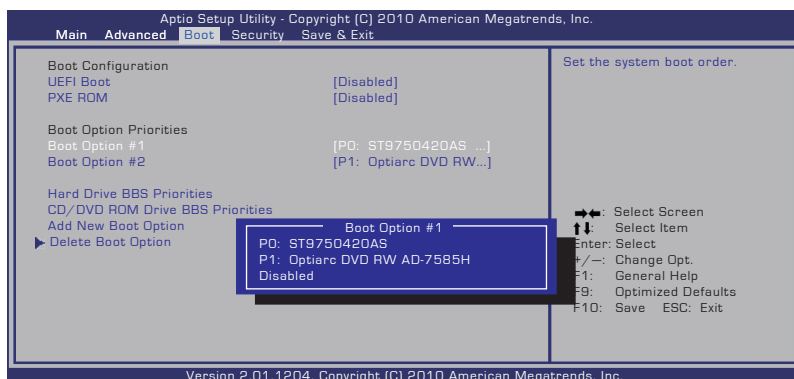 Aptio Setup Utility - Copyright (C) 2010 American Megatrends, Inc.
Main Advanced Boot Security Save & Exit
Boot Configuration
UEFI Boot [Disabled]
PXE ROM [Disabled]
Boot Option Priorities
Boot Option #1 [P0: ST9750420AS ...]
Boot Option #2 [P1: Optiarc DVD RW...]
Hard Drive BBS Priorities
CD/DVD ROM Drive BBS Priorities
Add New Boot Option
Delete Boot Option
Boot Option #1
P0: ST9750420AS
P1: Optiarc DVD RW AD-7585H
Disabled
Set the system boot order.
→←: Select Screen
↑↓: Select Item
Enter: Select
+/—: Change Opt.
F1: General Help
F9: Optimized Defaults
F10: Save ESC: Exit
Version 2.01.1204. Copyright (C) 2010 American Megatrends, Inc.